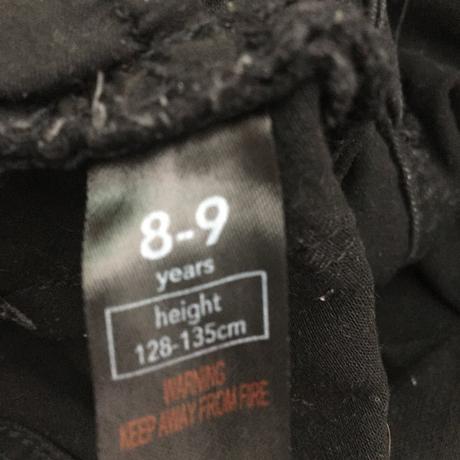 8-9
years
height
128-135cm
WARNING
KEEP AWAY FROM FIRE